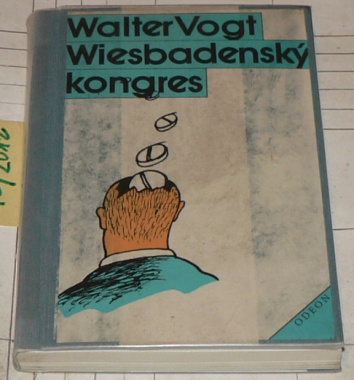 Walter Vogt
Wiesbadenský
kongres
ODEON